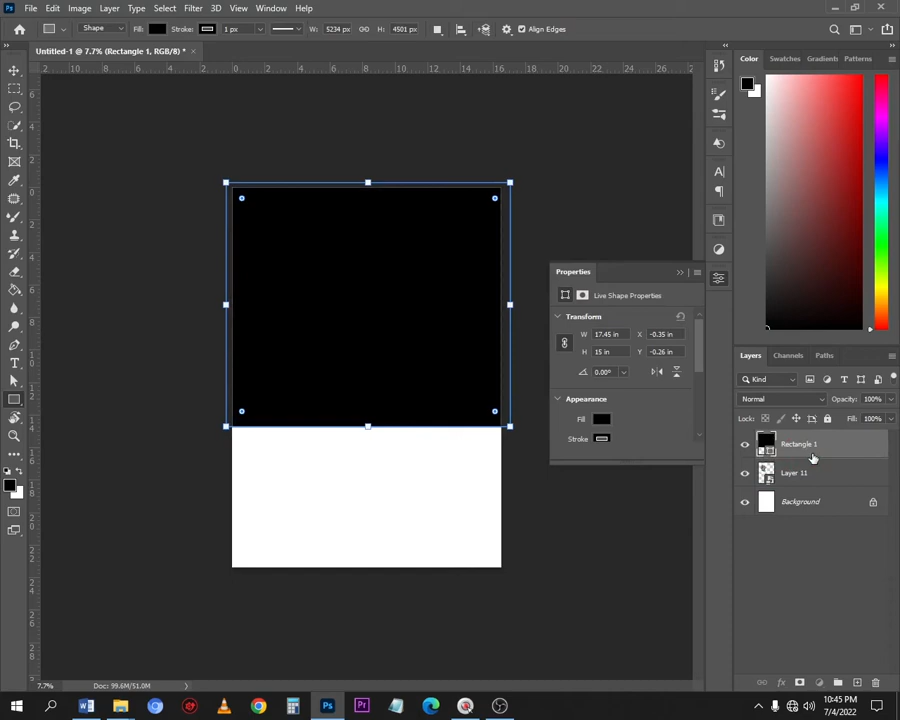 Ps File Edit Image Layer Type Select Filter 3D View Window Help
Shape Fill: Stroke: 1 px W: 5234 px H: 4501 px Align Edges
Untitled-1 @ 7.7% (Rectangle 1, RGB/8) * ×
Color Swatches Gradients Patterns
Properties
Live Shape Properties
Transform
W 17.45 in X -0.35 in
H 15 in Y -0.26 in
0.00°
Appearance
Fill
Stroke
Layers Channels Paths
Kind
Normal Opacity: 100%
Lock: Fill: 100%
Rectangle 1
Layer 11
Background
7.7% Doc: 99.6M/51.0M
10:45 PM
7/4/2022